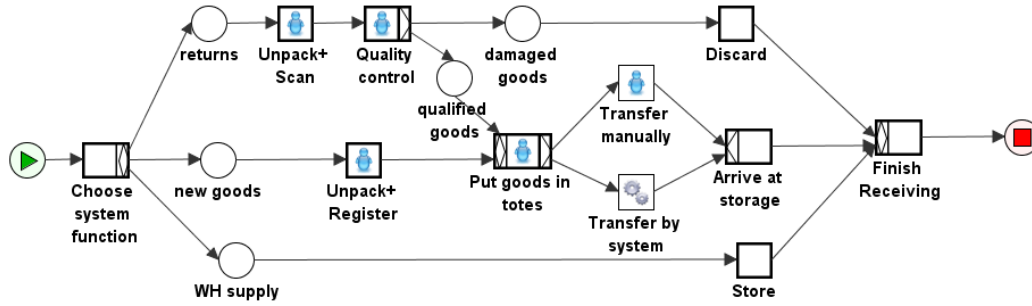 returns
Unpack+
Scan
Quality
control
damaged
goods
Discard
qualified
goods
Transfer
manually
Choose
system
function
new goods
Unpack+
Register
Put goods in
totes
Transfer by
system
Arrive at
storage
Finish
Receiving
WH supply
Store